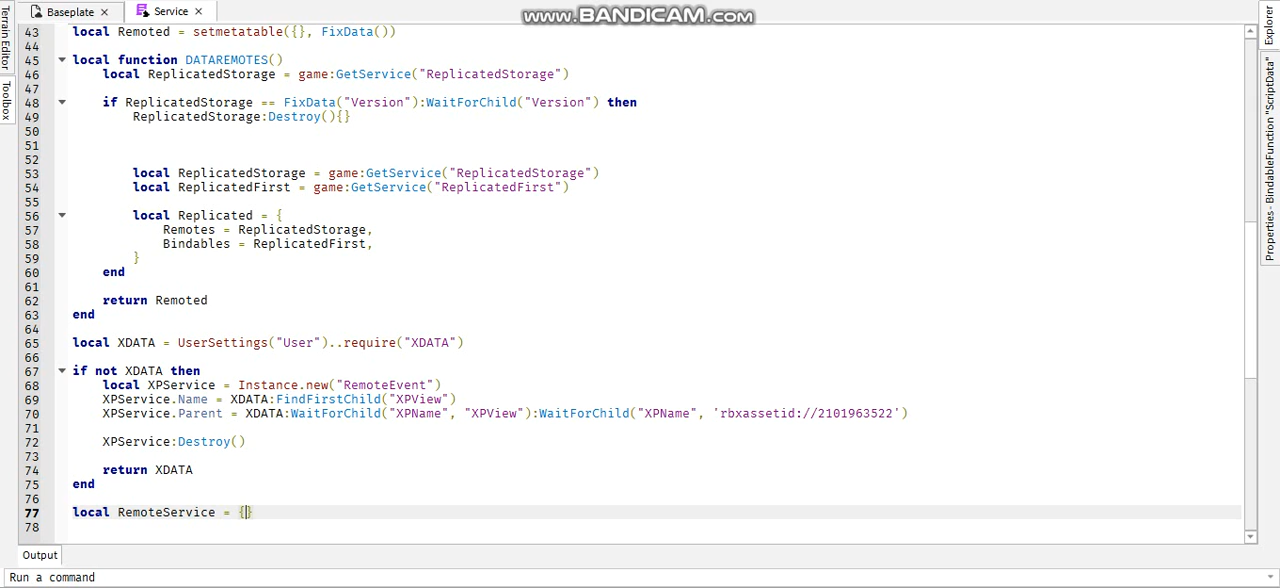 www.BANDICAM.com
Baseplate ×
Service ×
Terrain Editor
Toolbox
43 local Remoted = setmetatable({}, FixData())
44
45 local function DATAREMOTES()
46 local ReplicatedStorage = game:GetService("ReplicatedStorage")
47
48 if ReplicatedStorage == FixData("Version"):WaitForChild("Version") then
49 ReplicatedStorage:Destroy(){}
50
51
52
53 local ReplicatedStorage = game:GetService("ReplicatedStorage")
54 local ReplicatedFirst = game:GetService("ReplicatedFirst")
55
56 local Replicated = {
57 Remotes = ReplicatedStorage,
58 Bindables = ReplicatedFirst,
59 }
60 end
61
62 return Remoted
63 end
64
65 local XDATA = UserSettings("User")..require("XDATA")
66
67 if not XDATA then
68 local XPService = Instance.new("RemoteEvent")
69 XPService.Name = XDATA:FindFirstChild("XPView")
70 XPService.Parent = XDATA:WaitForChild("XPName", "XPView"):WaitForChild("XPName", 'rbxassetid://2101963522')
71
72 XPService:Destroy()
73
74 return XDATA
75 end
76
77 local RemoteService = {}
78
Explorer
Properties - BindableFunction "ScriptData"
Output
Run a command